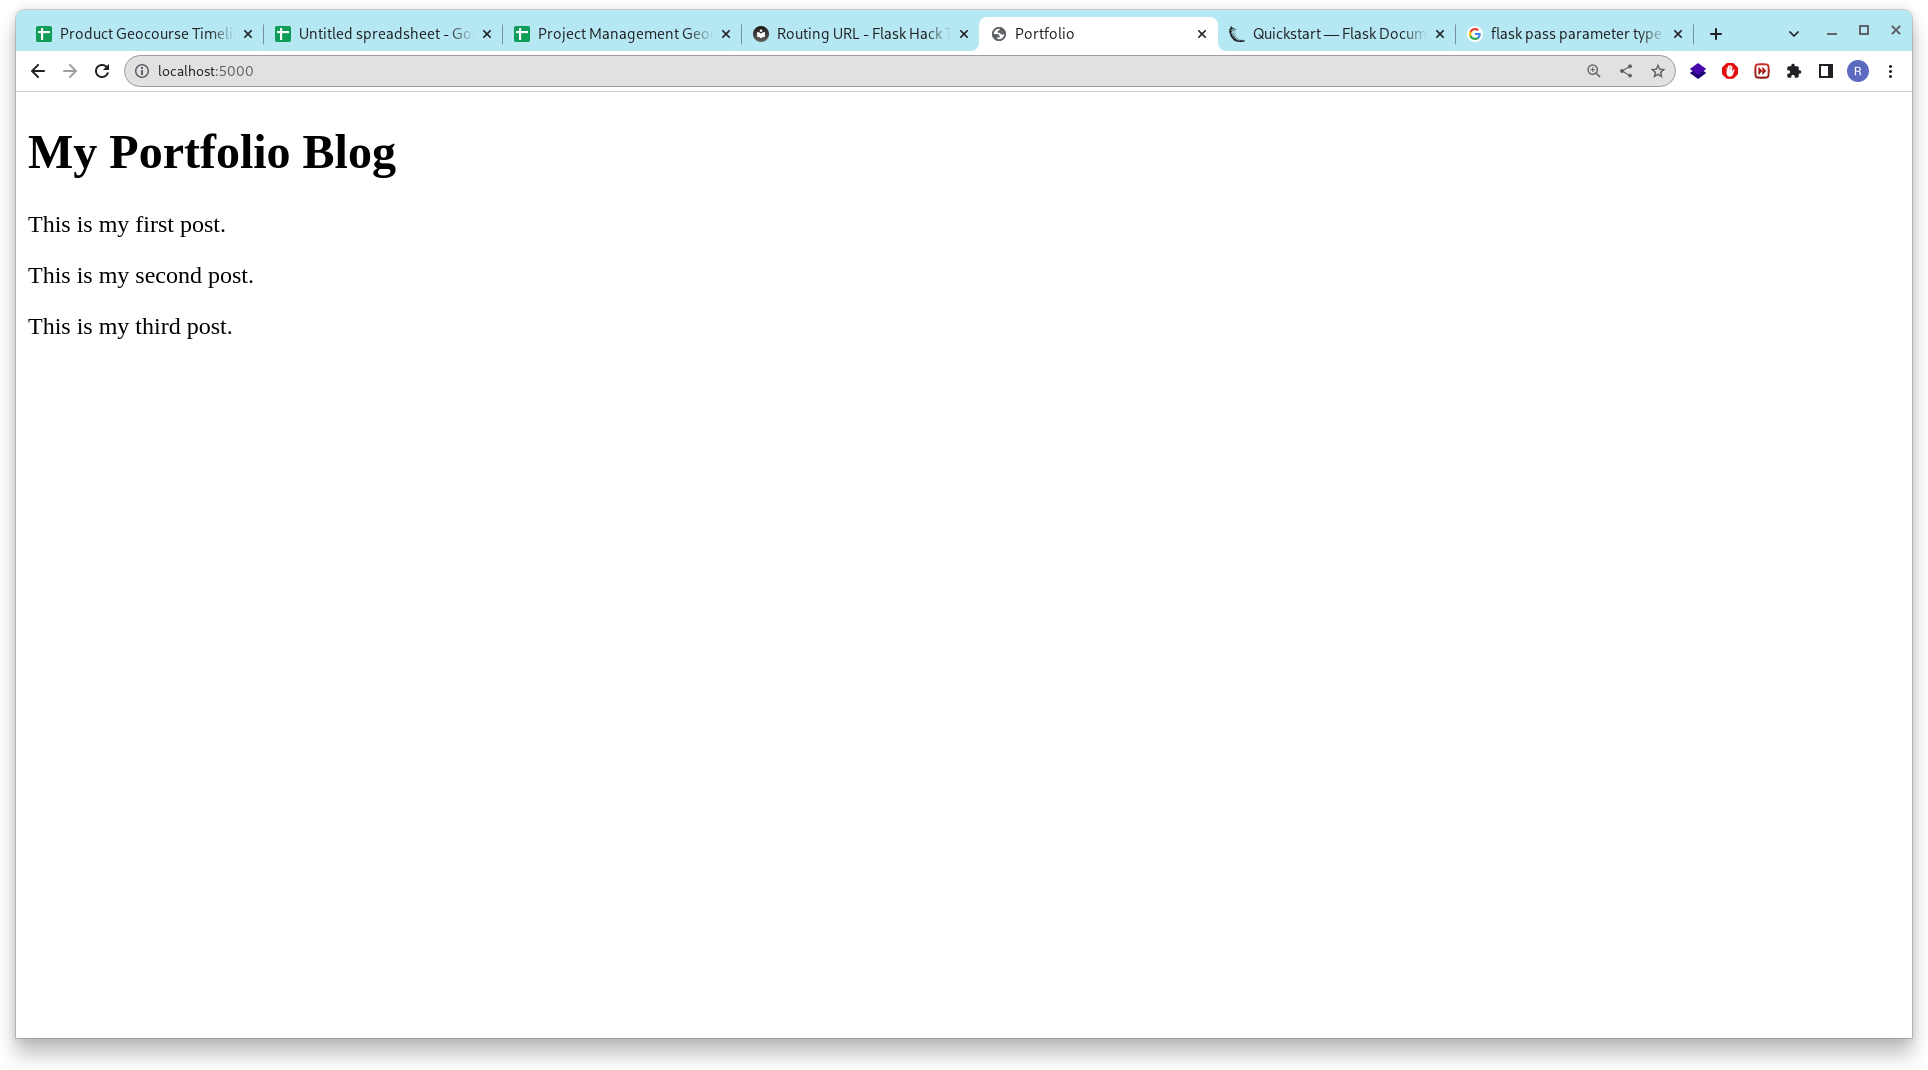 Product Geocourse Timeli
Untitled spreadsheet - Go
Project Management Geo
Routing URL - Flask Hack T
Portfolio
Quickstart — Flask Docum
flask pass parameter type
localhost:5000
R
My Portfolio Blog
This is my first post.
This is my second post.
This is my third post.